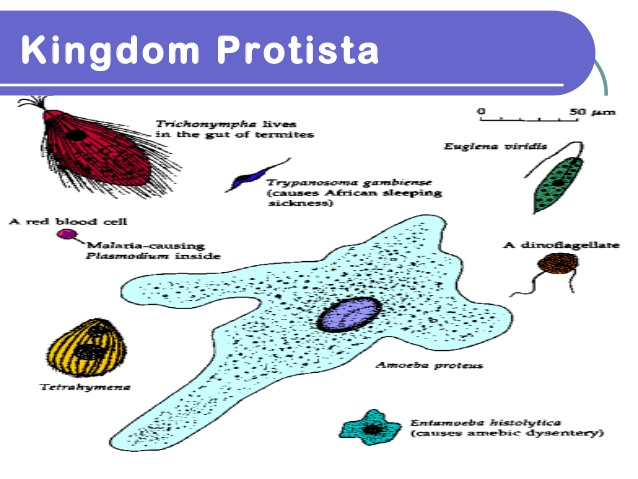 Kingdom Protista
0 50 µm
Trichonympha lives
in the gut of termites
Euglena viridis
Trypanosoma gambiense
(causes African sleeping
sickness)
A red blood cell
Malaria-causing
Plasmodium inside
A dinoflagellate
Amoeba proteus
Tetrahymena
Entamoeba histolytica
(causes amebic dysentery)